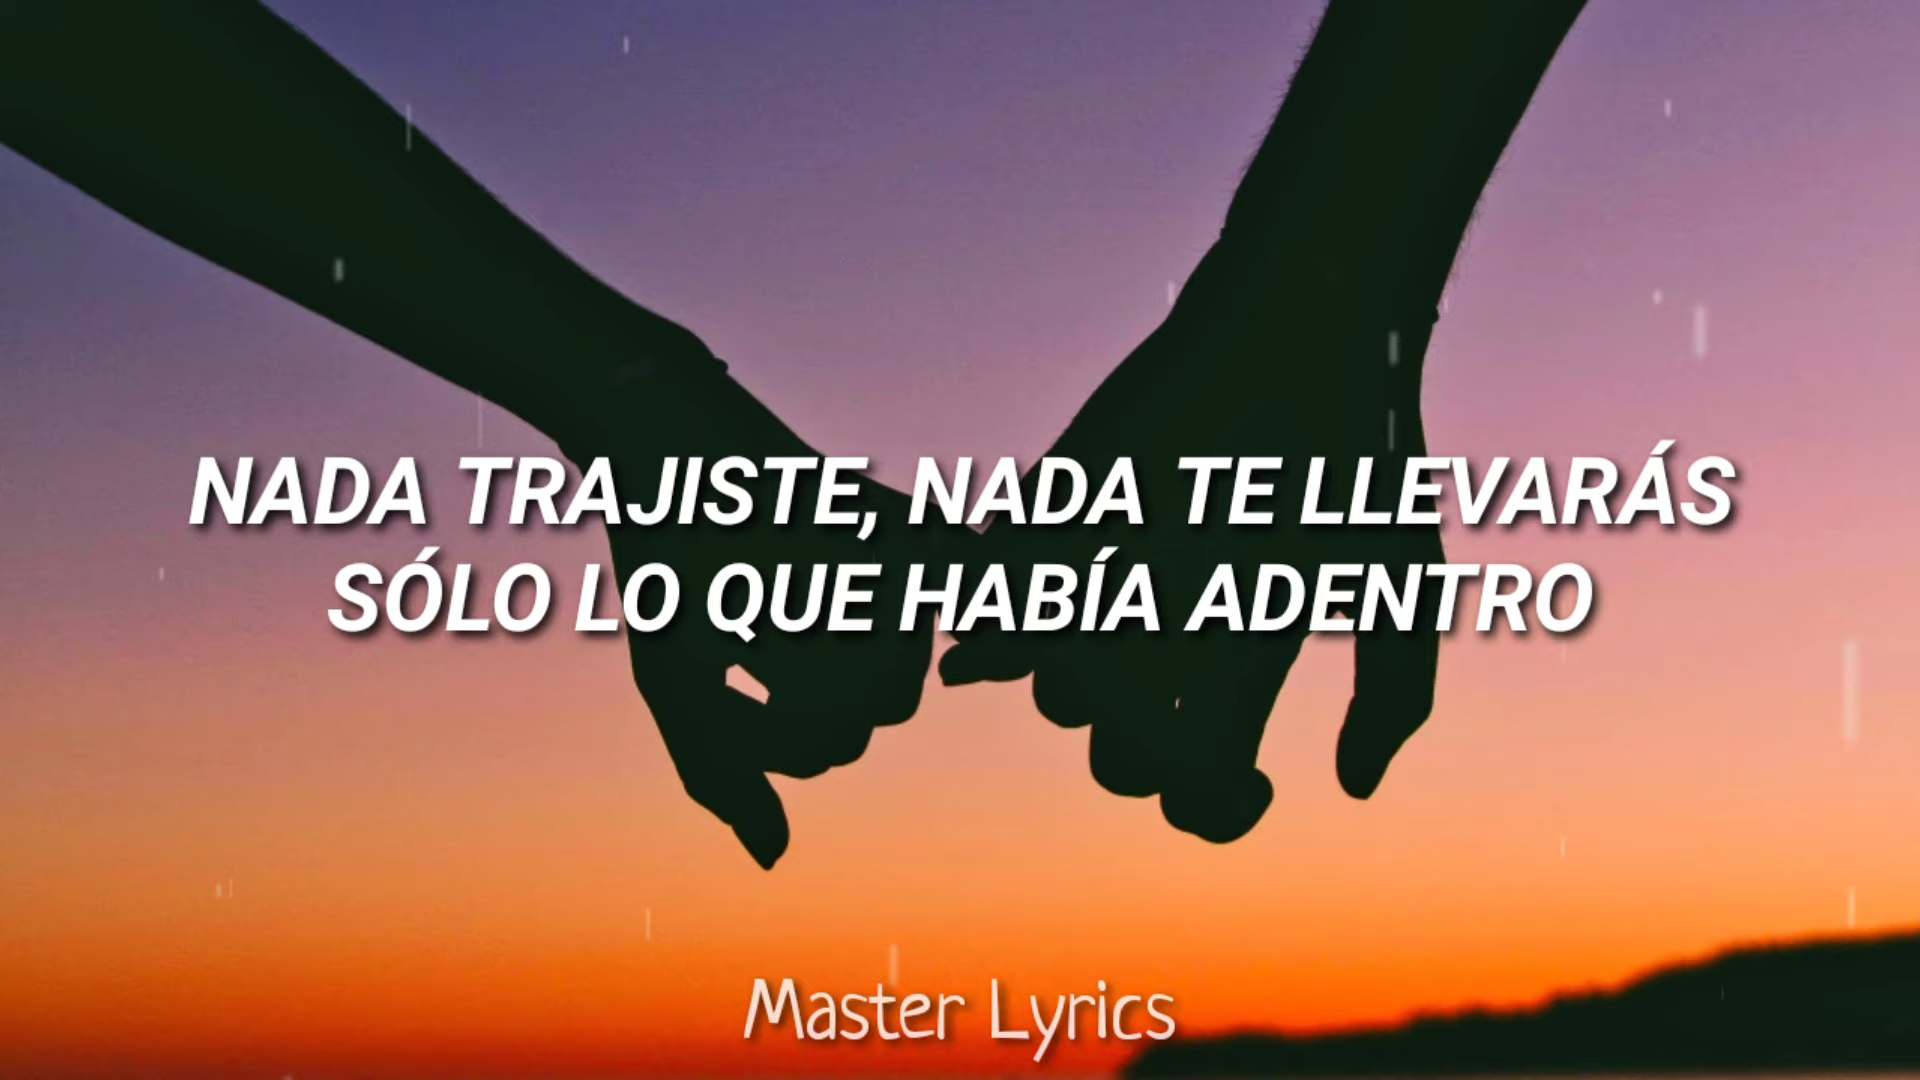 NADA TRAJISTE, NADA TE LLEVARÁS
SÓLO LO QUE HABÍA ADENTRO
Master Lyrics